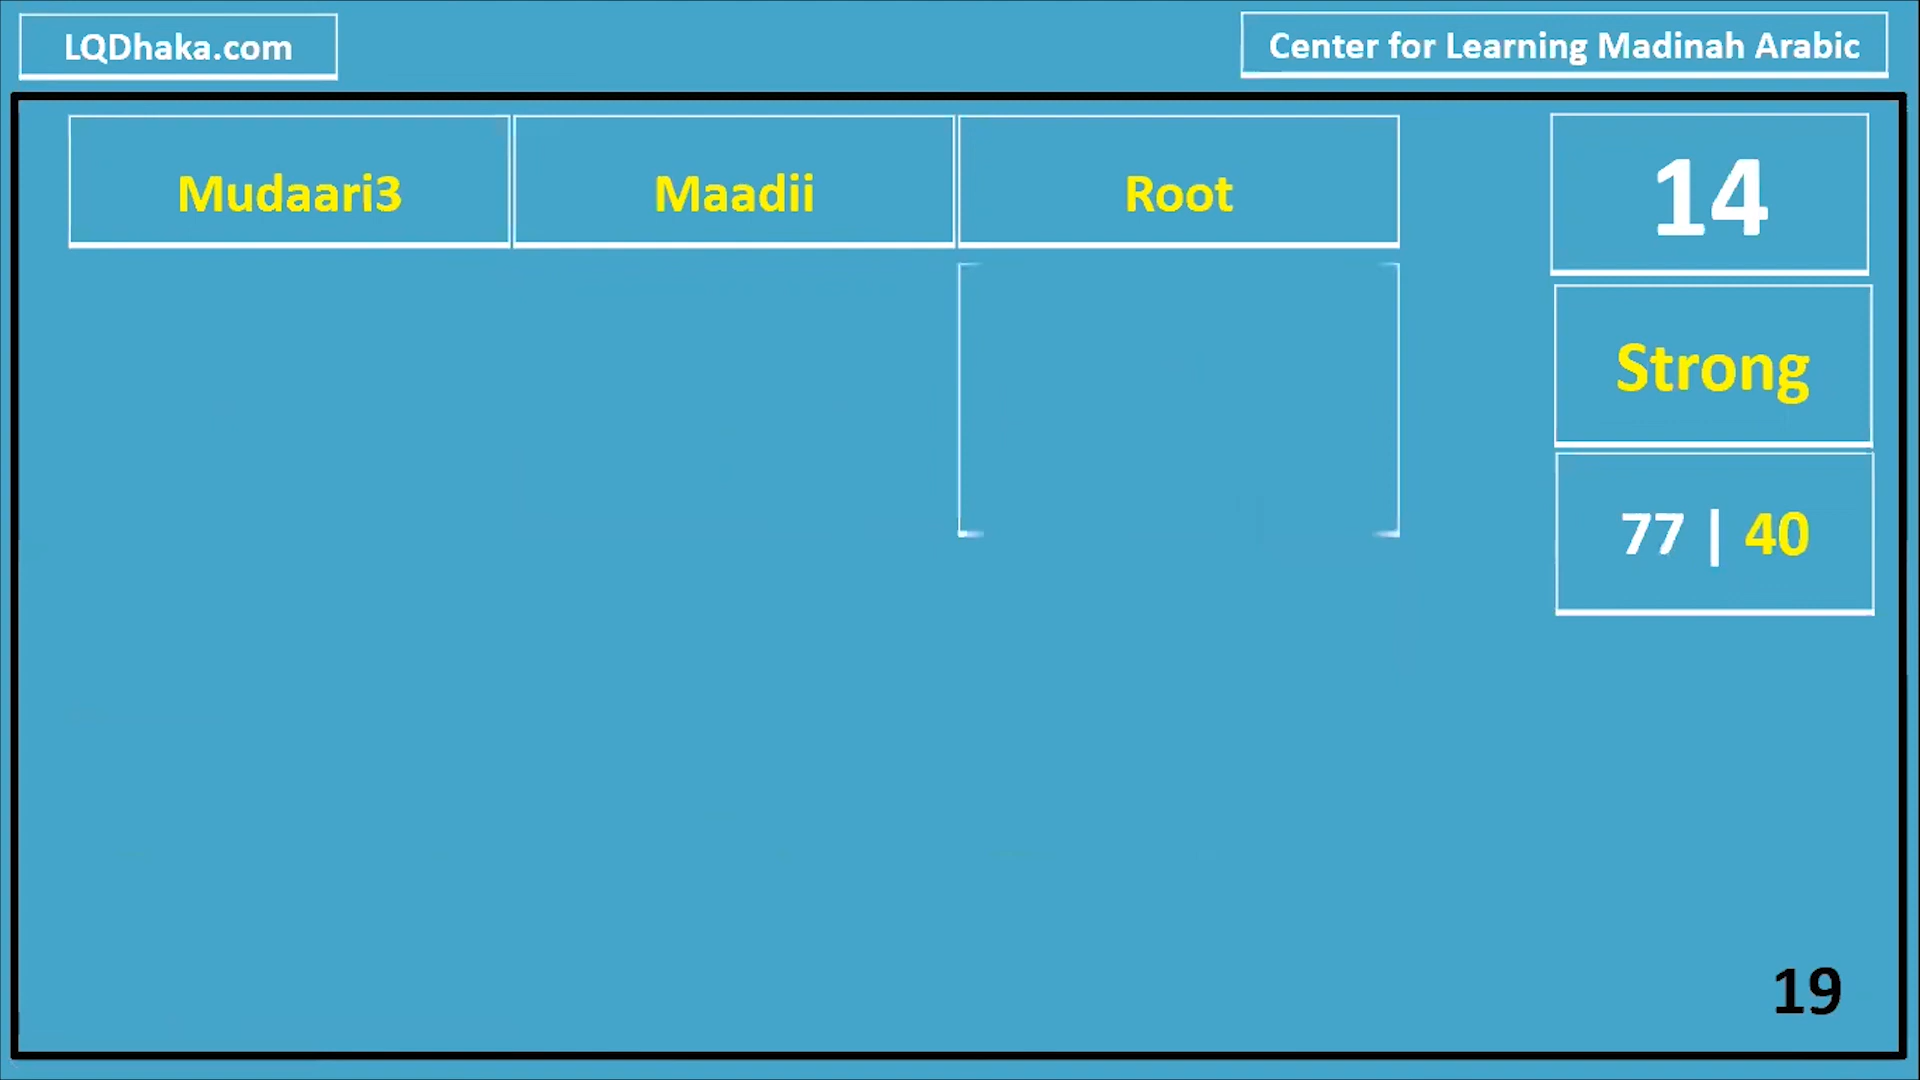 LQDhaka.com
Center for Learning Madinah Arabic
Mudaari3
Maadii
Root
14
Strong
77 | 40
19